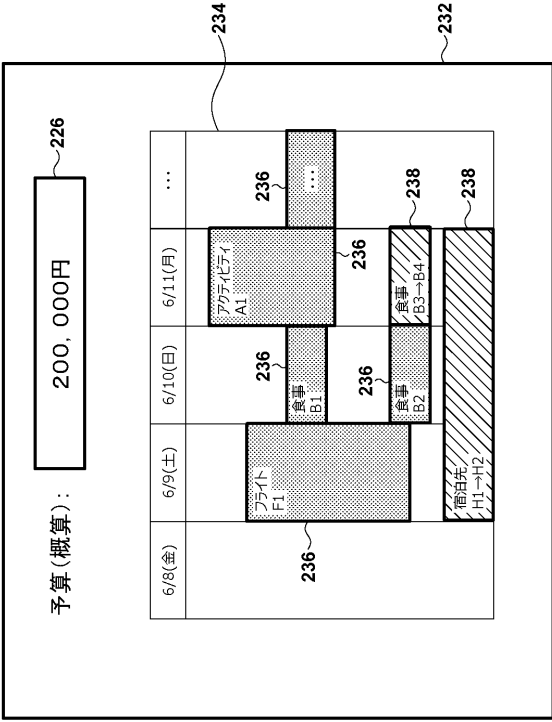 予算(概算):
200,000円
226
234
232
6/8(金)
6/9(土)
6/10(日)
6/11(月)
…
フライト
F1
236
食事
B1
236
食事
B2
236
アクティビティ
A1
236
…
236
食事
B3→B4
238
宿泊先
H1→H2
238